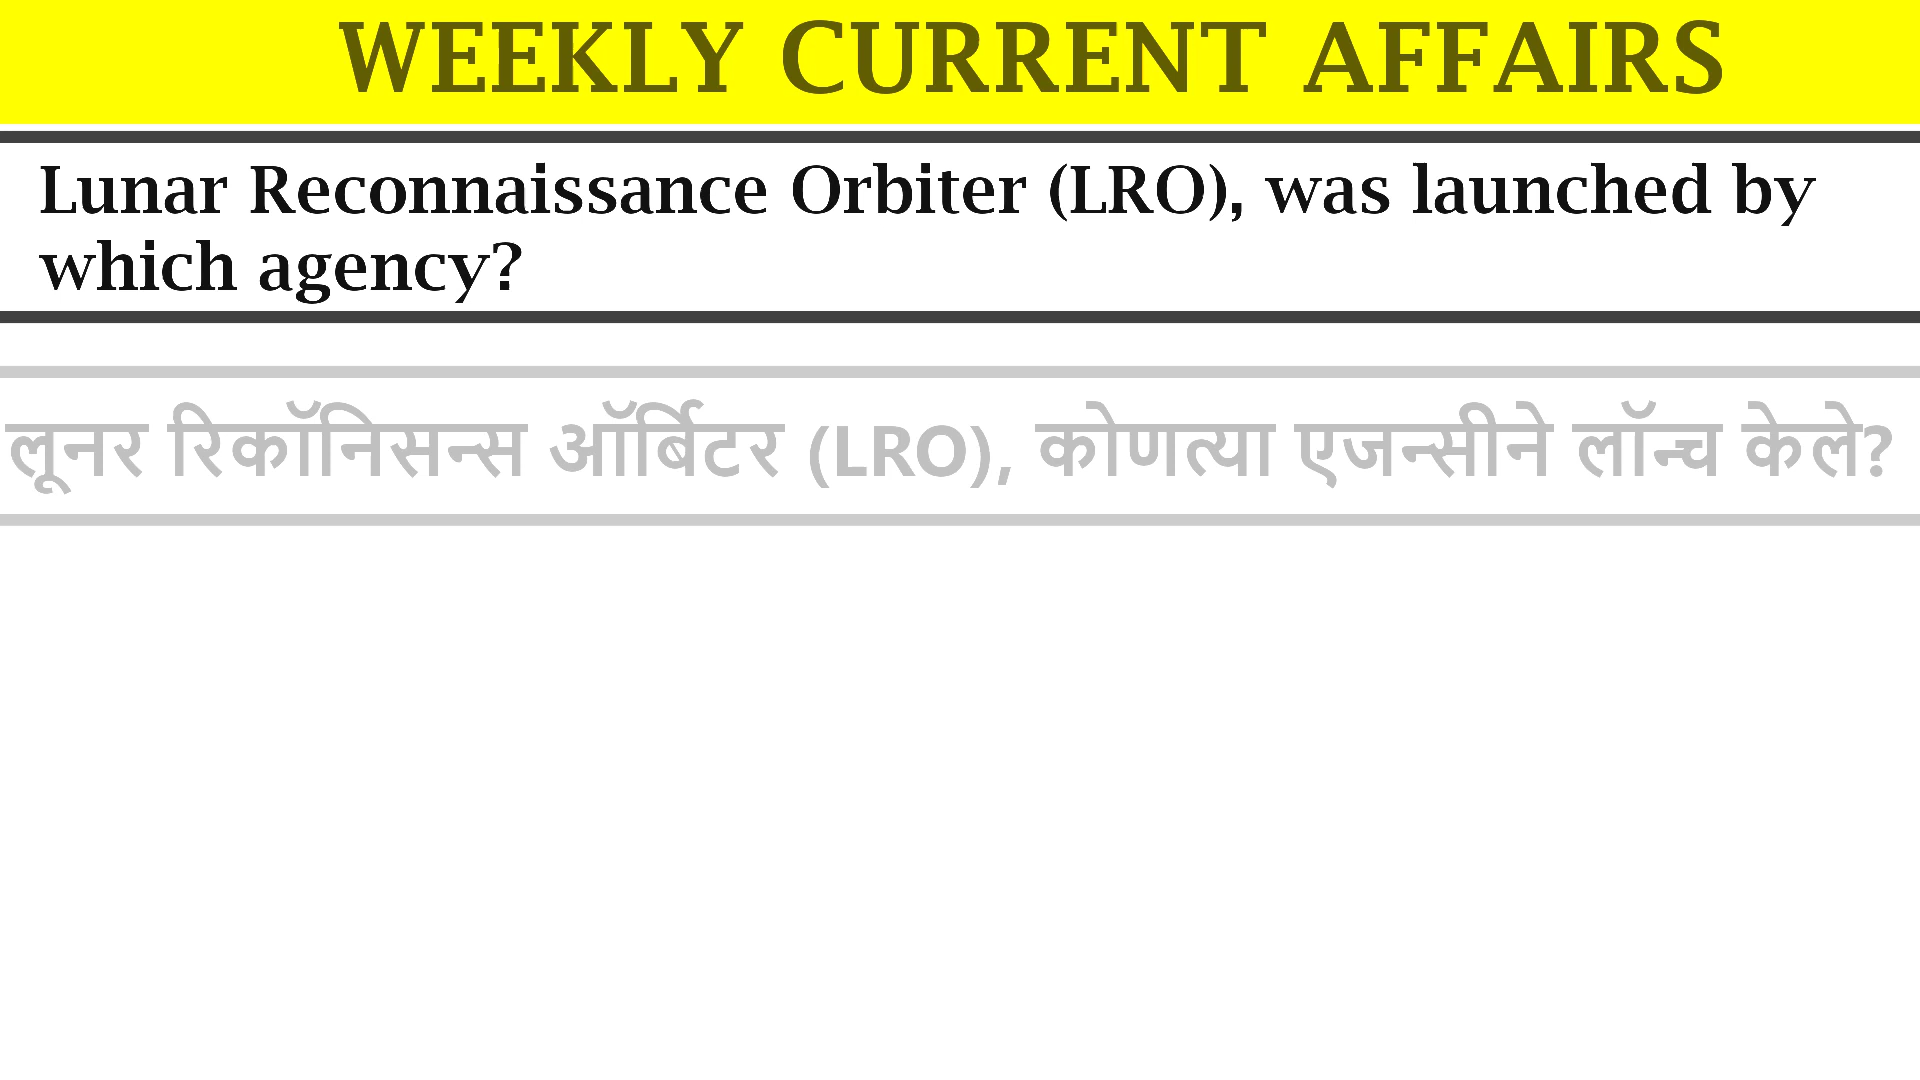 WEEKLY CURRENT AFFAIRS
Lunar Reconnaissance Orbiter (LRO), was launched by
which agency?
लूनर रिकॉनिसन्स ऑर्बिटर (LRO), कोणत्या एजन्सीने लॉन्च केले?